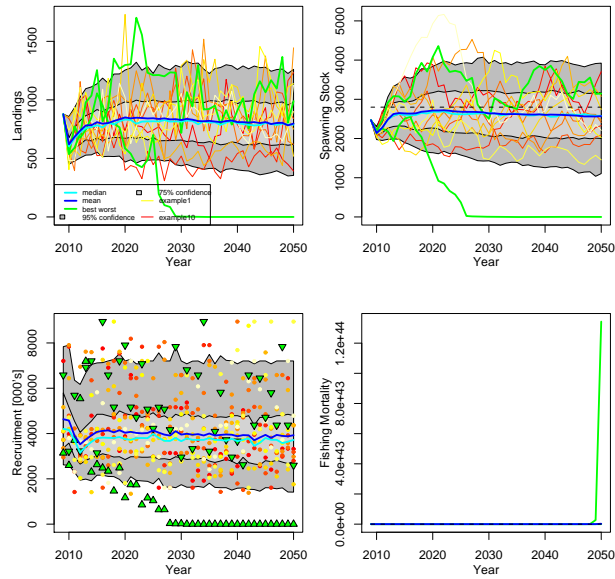 Landings
1500
1000
500
0
median
mean
best worst
95% confidence
75% confidence
example1
...
example10
2010 2020 2030 2040 2050
Year
Spawning Stock
5000
4000
3000
2000
1000
0
2010 2020 2030 2040 2050
Year
Recruitment [000's]
8000
6000
4000
2000
0
2010 2020 2030 2040 2050
Year
Fishing Mortality
1.2e+44
8.0e+43
4.0e+43
0.0e+00
2010 2020 2030 2040 2050
Year